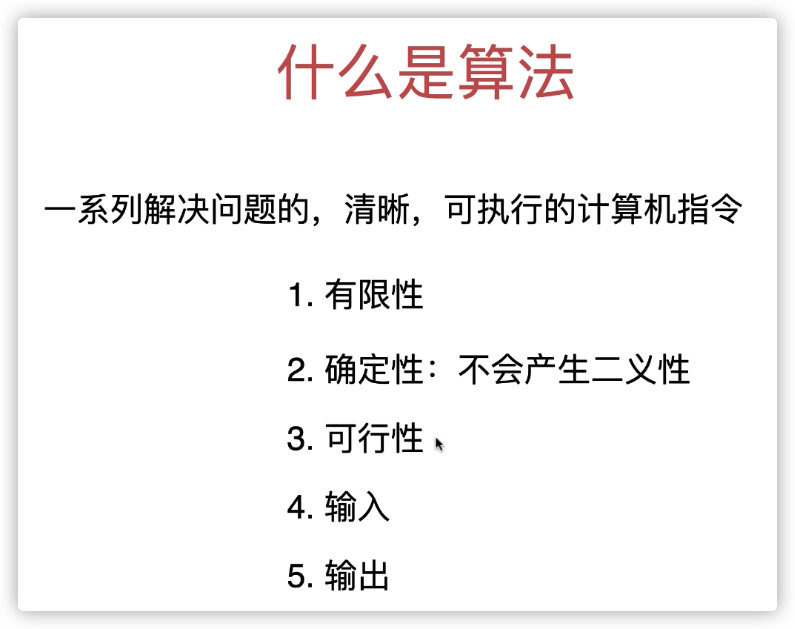 什么是算法
一系列解决问题的，清晰，可执行的计算机指令
1. 有限性
2. 确定性：不会产生二义性
3. 可行性
4. 输入
5. 输出